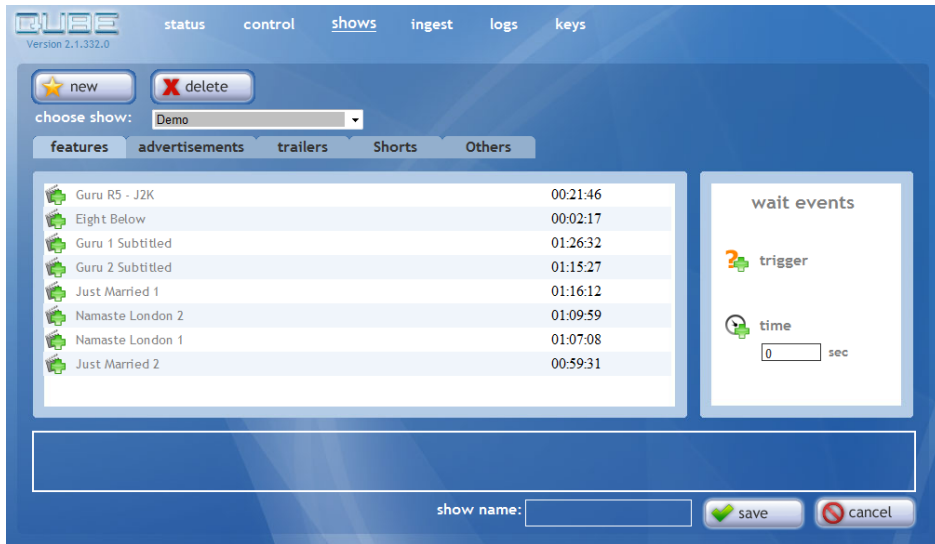 QUBE
status control shows ingest logs keys
Version 2.1.332.0
new delete
choose show: Demo
features advertisements trailers Shorts Others
Guru R5 - J2K 00:21:46
Eight Below 00:02:17
Guru 1 Subtitled 01:26:32
Guru 2 Subtitled 01:15:27
Just Married 1 01:16:12
Namaste London 2 01:09:59
Namaste London 1 01:07:08
Just Married 2 00:59:31
wait events
trigger
time
0 sec
show name: save cancel